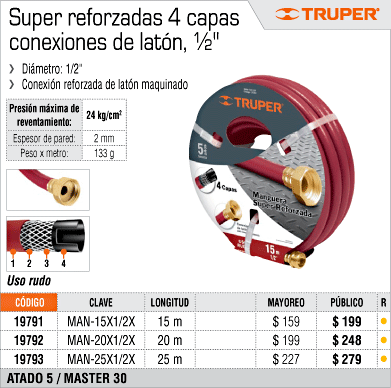 Super reforzadas 4 capas
conexiones de latón, ½"
TRUPER
Diámetro: 1/2"
Conexión reforzada de latón maquinado
Presión máxima de reventamiento: 24 kg/cm²
Espesor de pared: 2 mm
Peso x metro: 133 g
TRUPER
4 Capas
Manguera
Super Reforzada
15 m
1/2"
1 2 3 4
Uso rudo
CÓDIGO CLAVE LONGITUD MAYOREO PÚBLICO R
19791 MAN-15X1/2X 15 m $ 159 $ 199
19792 MAN-20X1/2X 20 m $ 199 $ 248
19793 MAN-25X1/2X 25 m $ 227 $ 279
ATADO 5 / MASTER 30